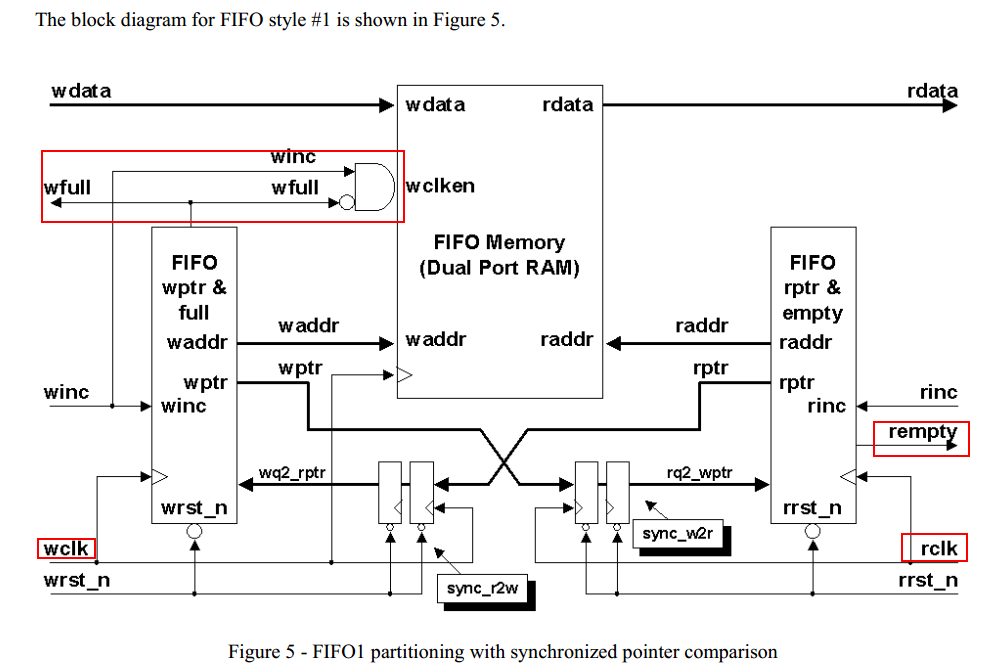 The block diagram for FIFO style #1 is shown in Figure 5.
wdata
rdata
wdata
rdata
winc
wfull
wfull
wclken
FIFO Memory
(Dual Port RAM)
FIFO
wptr &
full
FIFO
rptr &
empty
waddr
waddr
waddr
raddr
raddr
raddr
wptr
wptr
rptr
rptr
winc
winc
rinc
rinc
rempty
wq2_rptr
rq2_wptr
wrst_n
rrst_n
sync_w2r
wclk
rclk
wrst_n
rrst_n
sync_r2w
Figure 5 - FIFO1 partitioning with synchronized pointer comparison